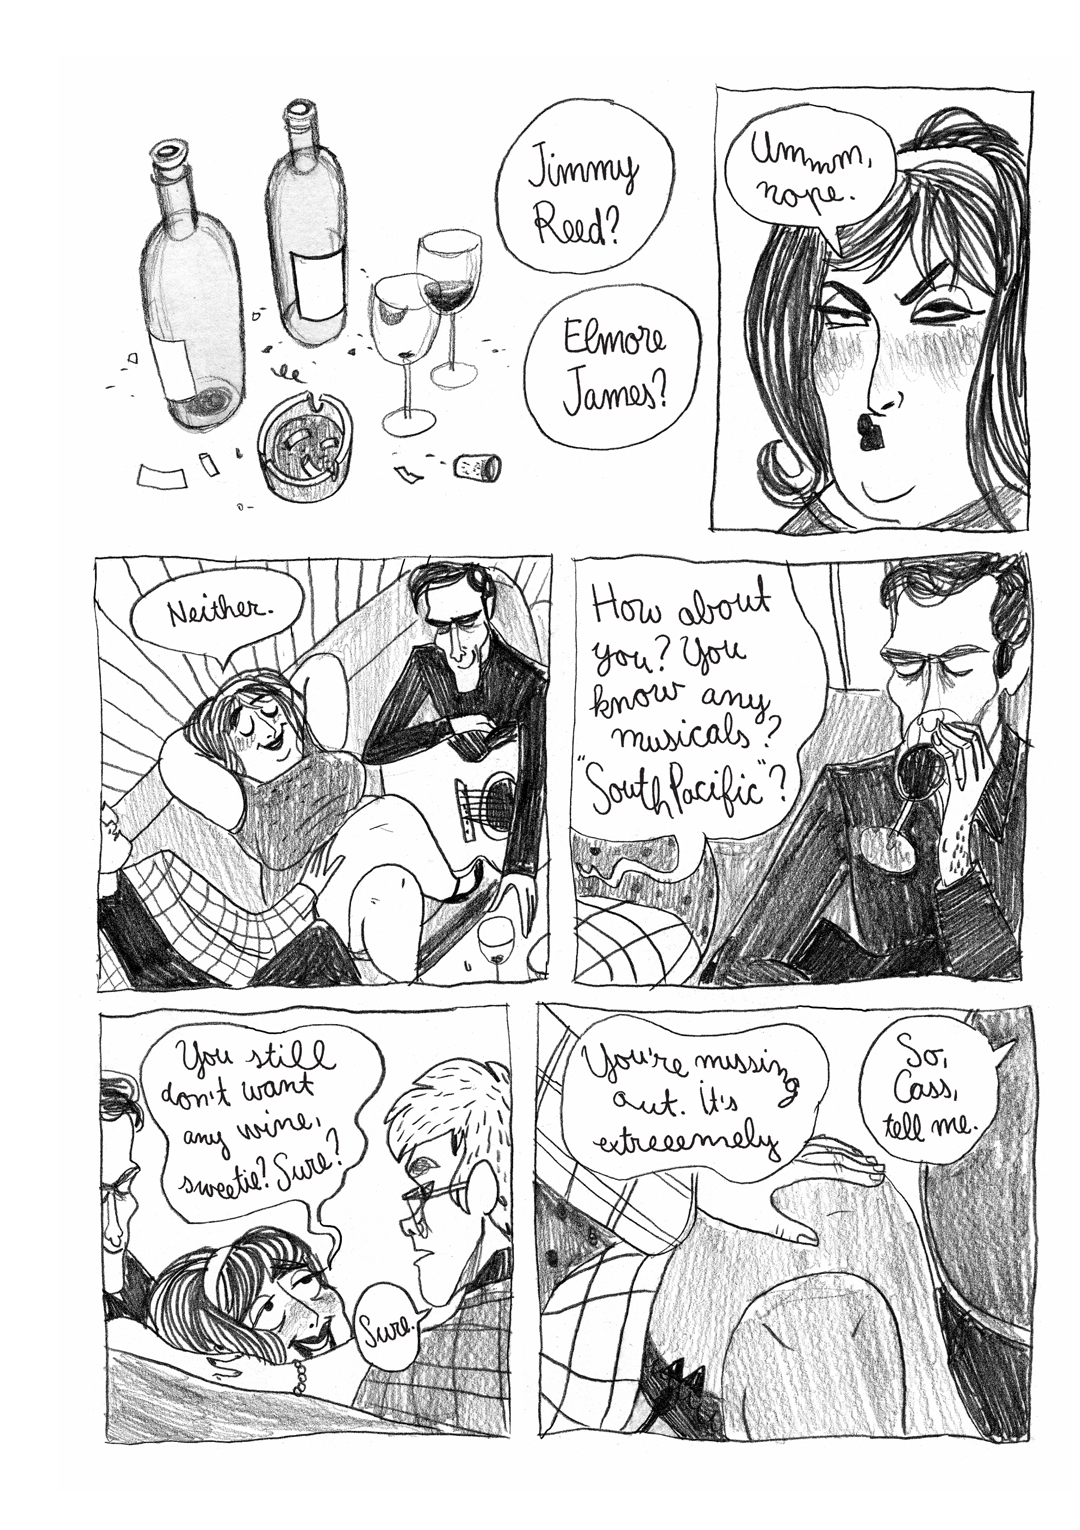 Jimmy
Reed?
Elmore
James?
Ummm,
nope.
Neither.
How about
you? You
know any
musicals?
"South Pacific"?
You still
don't want
any wine,
sweetie? Sure?
Sure.
You're missing
out. It's
extreeemely
So,
Cass,
tell me.